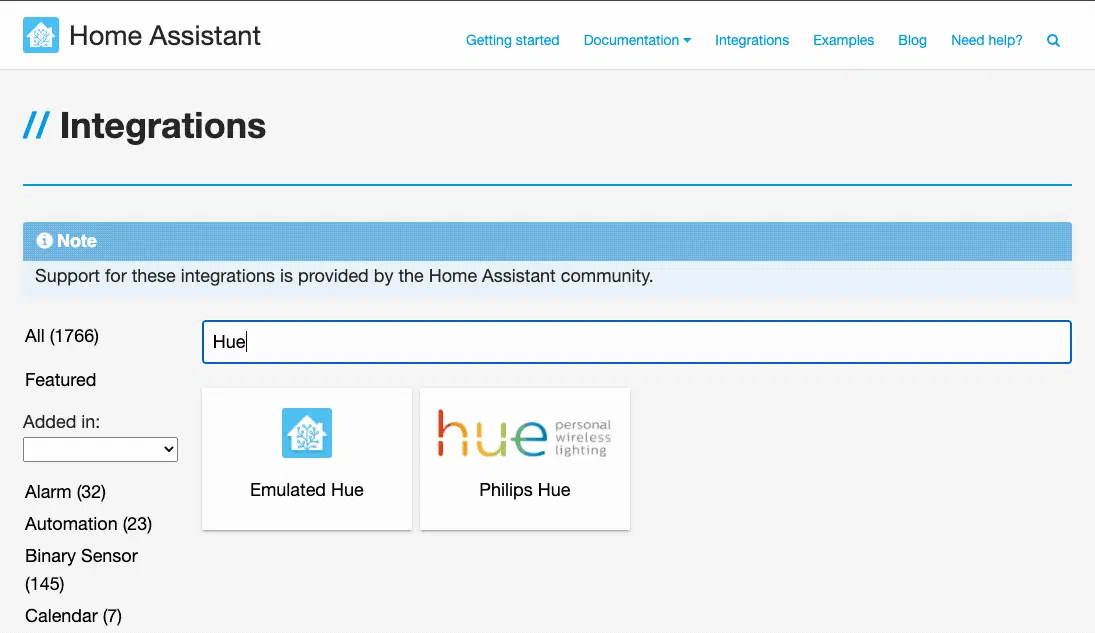 Home Assistant
Getting started Documentation Integrations Examples Blog Need help?
// Integrations
Note
Support for these integrations is provided by the Home Assistant community.
All (1766)
Hue
Featured
Added in:
hue personal
wireless
lighting
Emulated Hue Philips Hue
Alarm (32)
Automation (23)
Binary Sensor
(145)
Calendar (7)